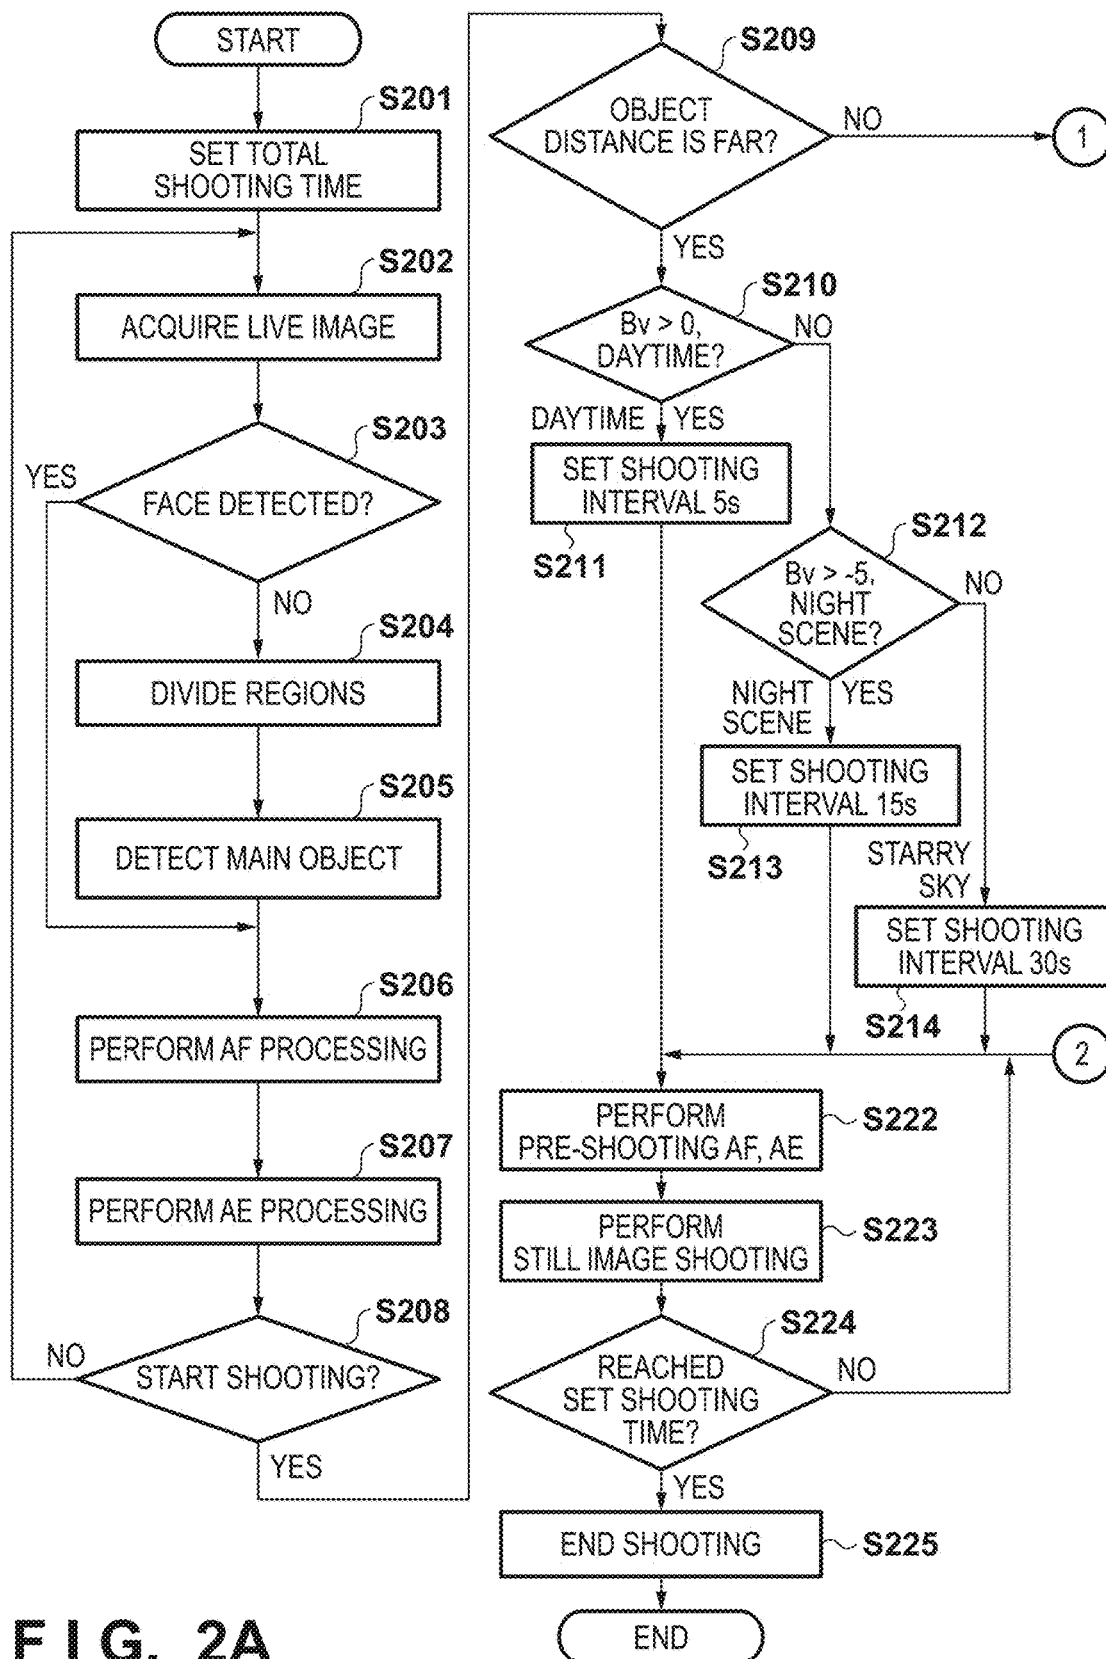 START
S201
SET TOTAL
SHOOTING TIME
S202
ACQUIRE LIVE IMAGE
S203
YES
FACE DETECTED?
NO
S204
DIVIDE REGIONS
S205
DETECT MAIN OBJECT
S206
PERFORM AF PROCESSING
S207
PERFORM AE PROCESSING
S208
NO
START SHOOTING?
YES
S209
OBJECT
DISTANCE IS FAR?
NO
1
YES
S210
Bv > 0,
DAYTIME?
NO
DAYTIME
YES
SET SHOOTING
INTERVAL 5s
S211
S212
Bv > -5,
NIGHT
SCENE?
NO
NIGHT
SCENE
YES
SET SHOOTING
INTERVAL 15s
S213
STARRY
SKY
SET SHOOTING
INTERVAL 30s
S214
2
PERFORM
PRE-SHOOTING AF, AE
S222
PERFORM
STILL IMAGE SHOOTING
S223
S224
REACHED
SET SHOOTING
TIME?
NO
YES
END SHOOTING
S225
END
FIG. 2A